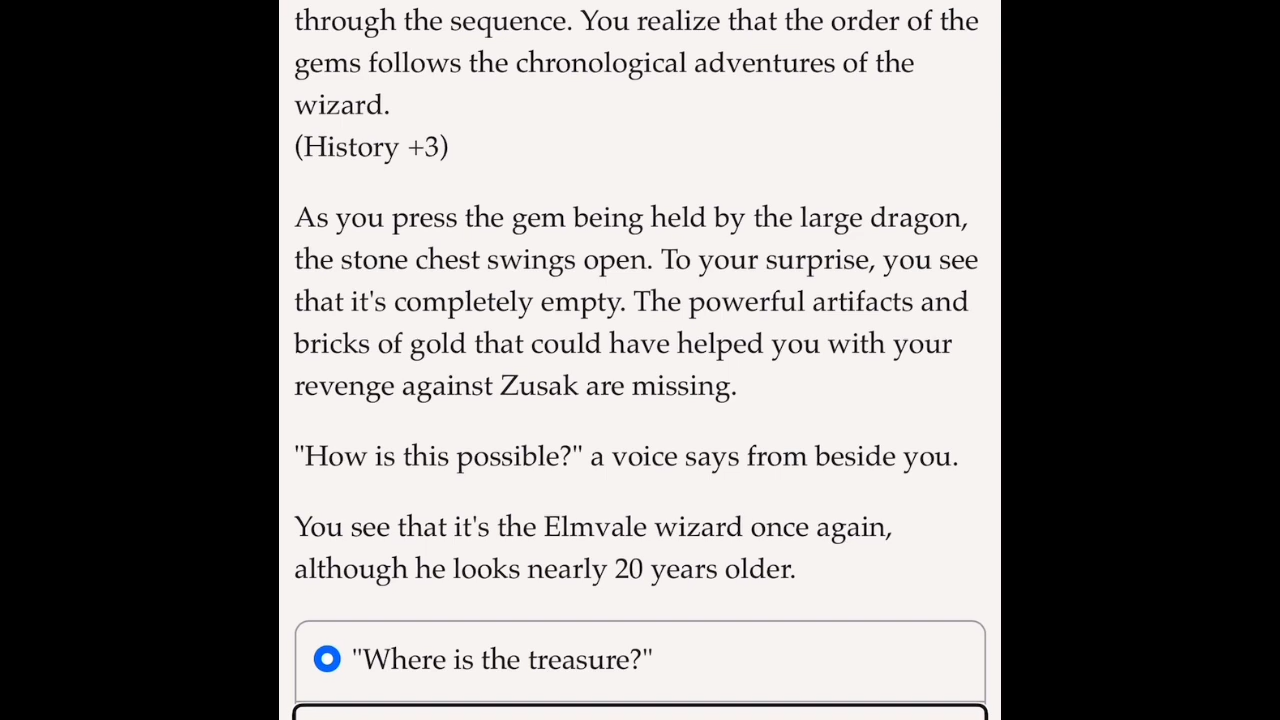 through the sequence. You realize that the order of the
gems follows the chronological adventures of the
wizard.
(History +3)
As you press the gem being held by the large dragon,
the stone chest swings open. To your surprise, you see
that it's completely empty. The powerful artifacts and
bricks of gold that could have helped you with your
revenge against Zusak are missing.
"How is this possible?" a voice says from beside you.
You see that it's the Elmvale wizard once again,
although he looks nearly 20 years older.
"Where is the treasure?"